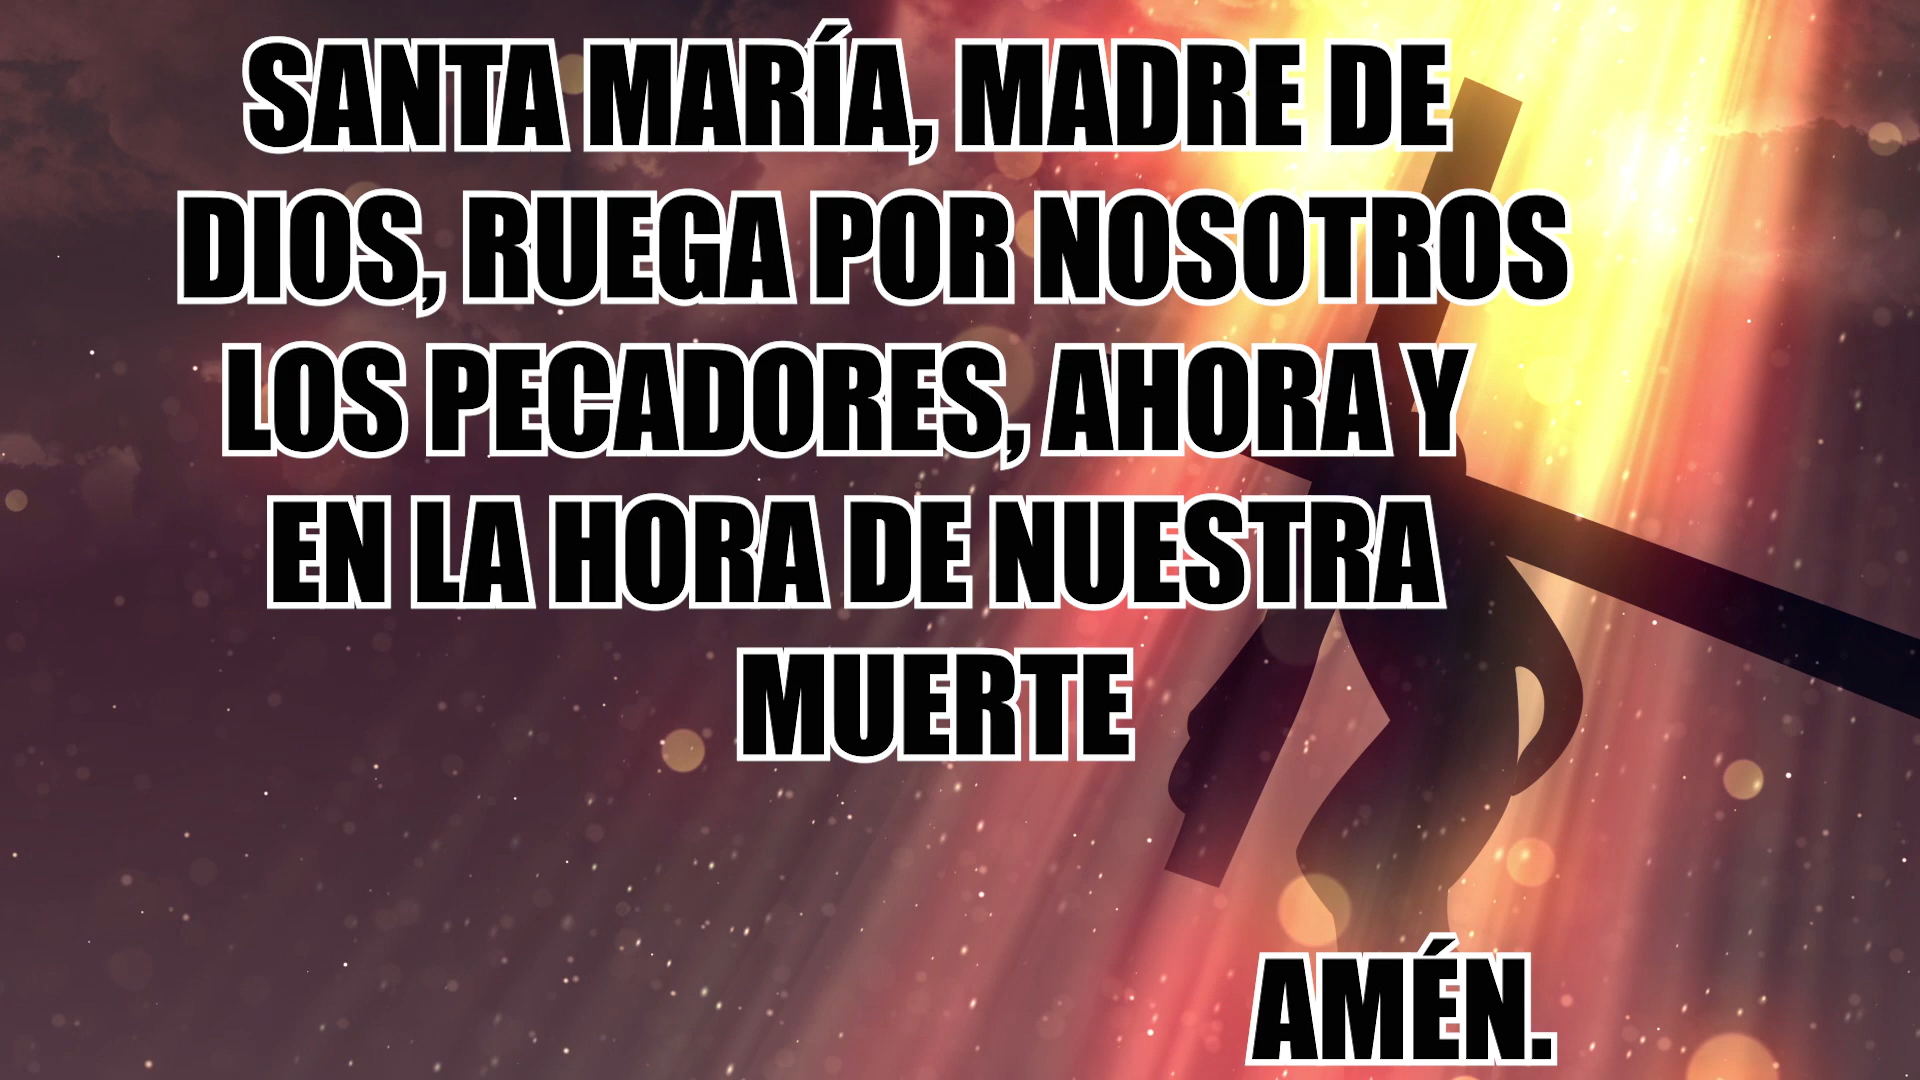 SANTA MARÍA, MADRE DE
DIOS, RUEGA POR NOSOTROS
LOS PECADORES, AHORA Y
EN LA HORA DE NUESTRA
MUERTE
AMÉN.